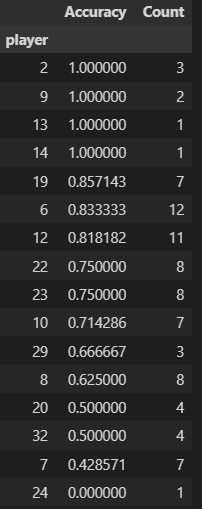 Accuracy Count
player
2 1.000000 3
9 1.000000 2
13 1.000000 1
14 1.000000 1
19 0.857143 7
6 0.833333 12
12 0.818182 11
22 0.750000 8
23 0.750000 8
10 0.714286 7
29 0.666667 3
8 0.625000 8
20 0.500000 4
32 0.500000 4
7 0.428571 7
24 0.000000 1